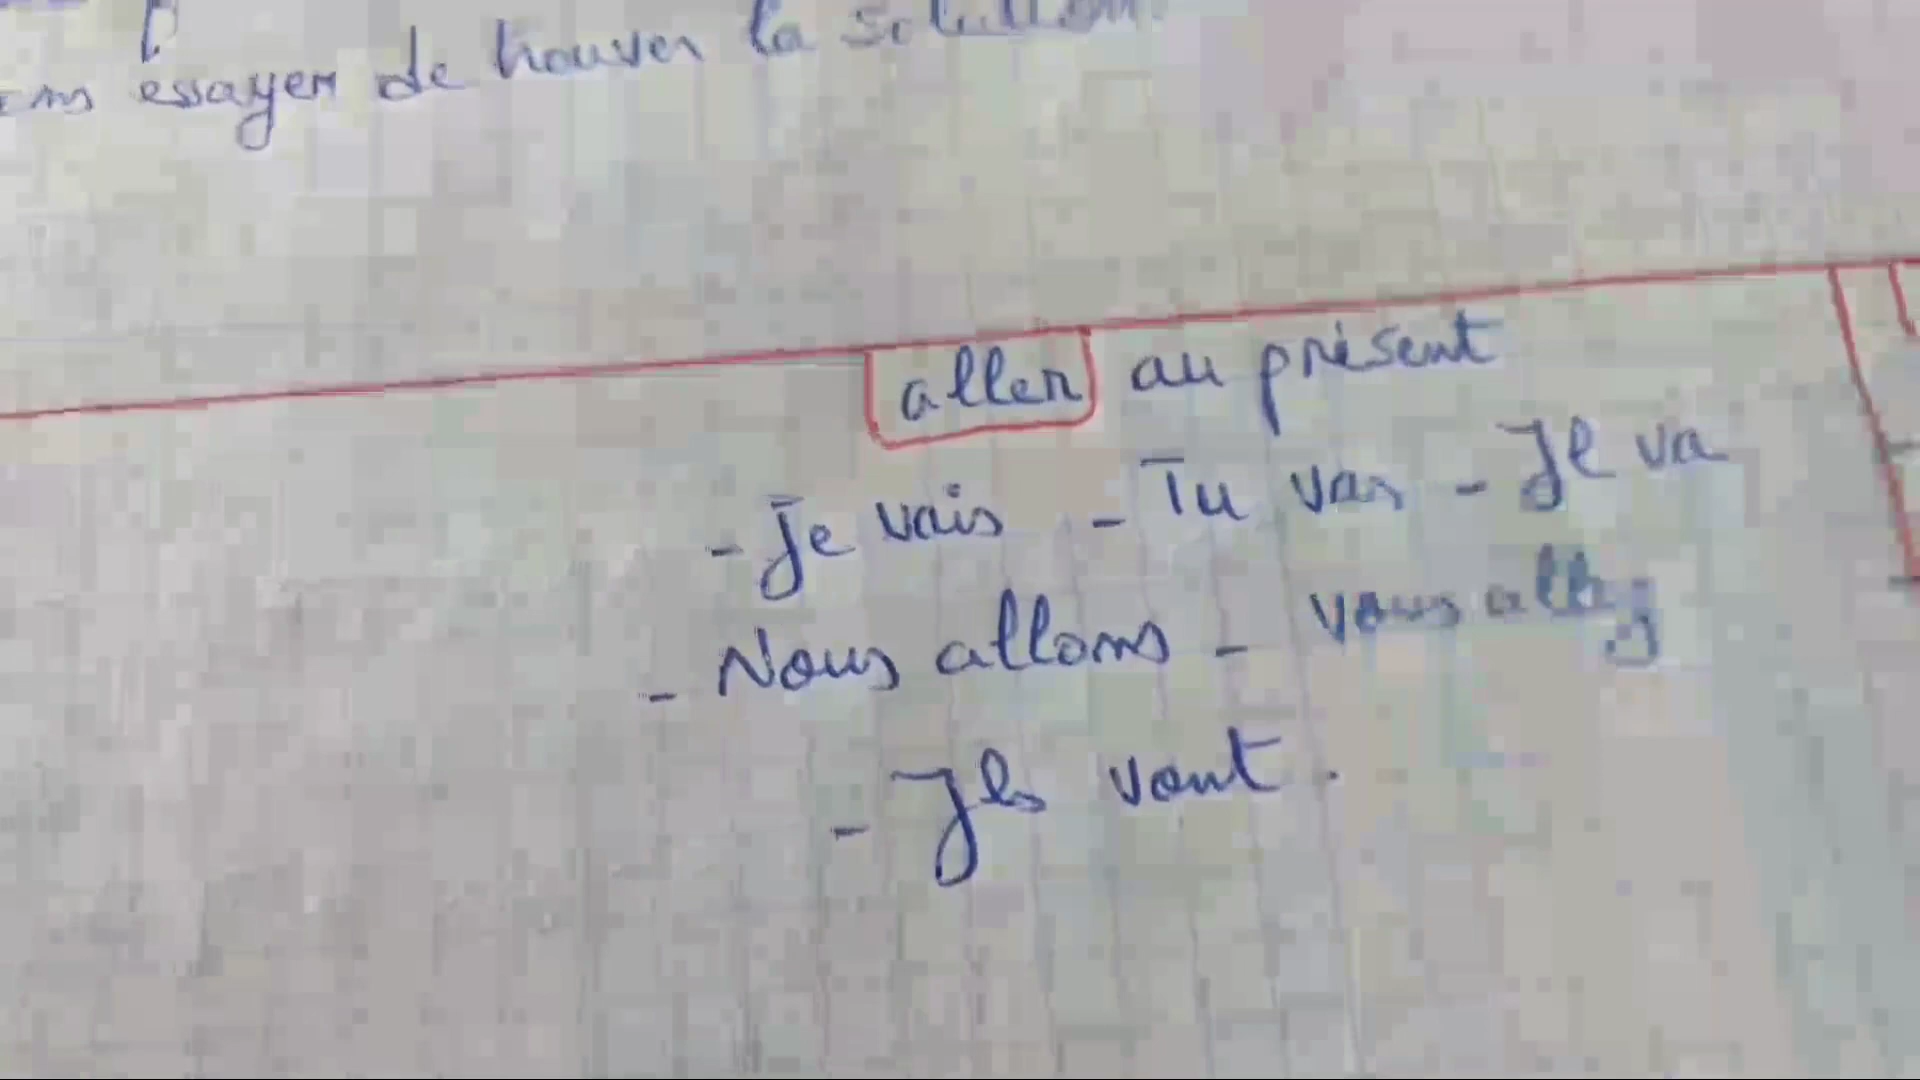 essayer de trouver la solution.
aller au présent
- Je vais - Tu vas - Il va
- Nous allons - vous allez
- Ils vont.